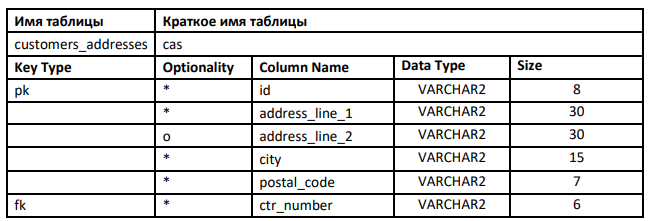 Имя таблицы Краткое имя таблицы
customers_addresses cas
Key Type Optionality Column Name Data Type Size
pk * id VARCHAR2 8
* address_line_1 VARCHAR2 30
o address_line_2 VARCHAR2 30
* city VARCHAR2 15
* postal_code VARCHAR2 7
fk * ctr_number VARCHAR2 6